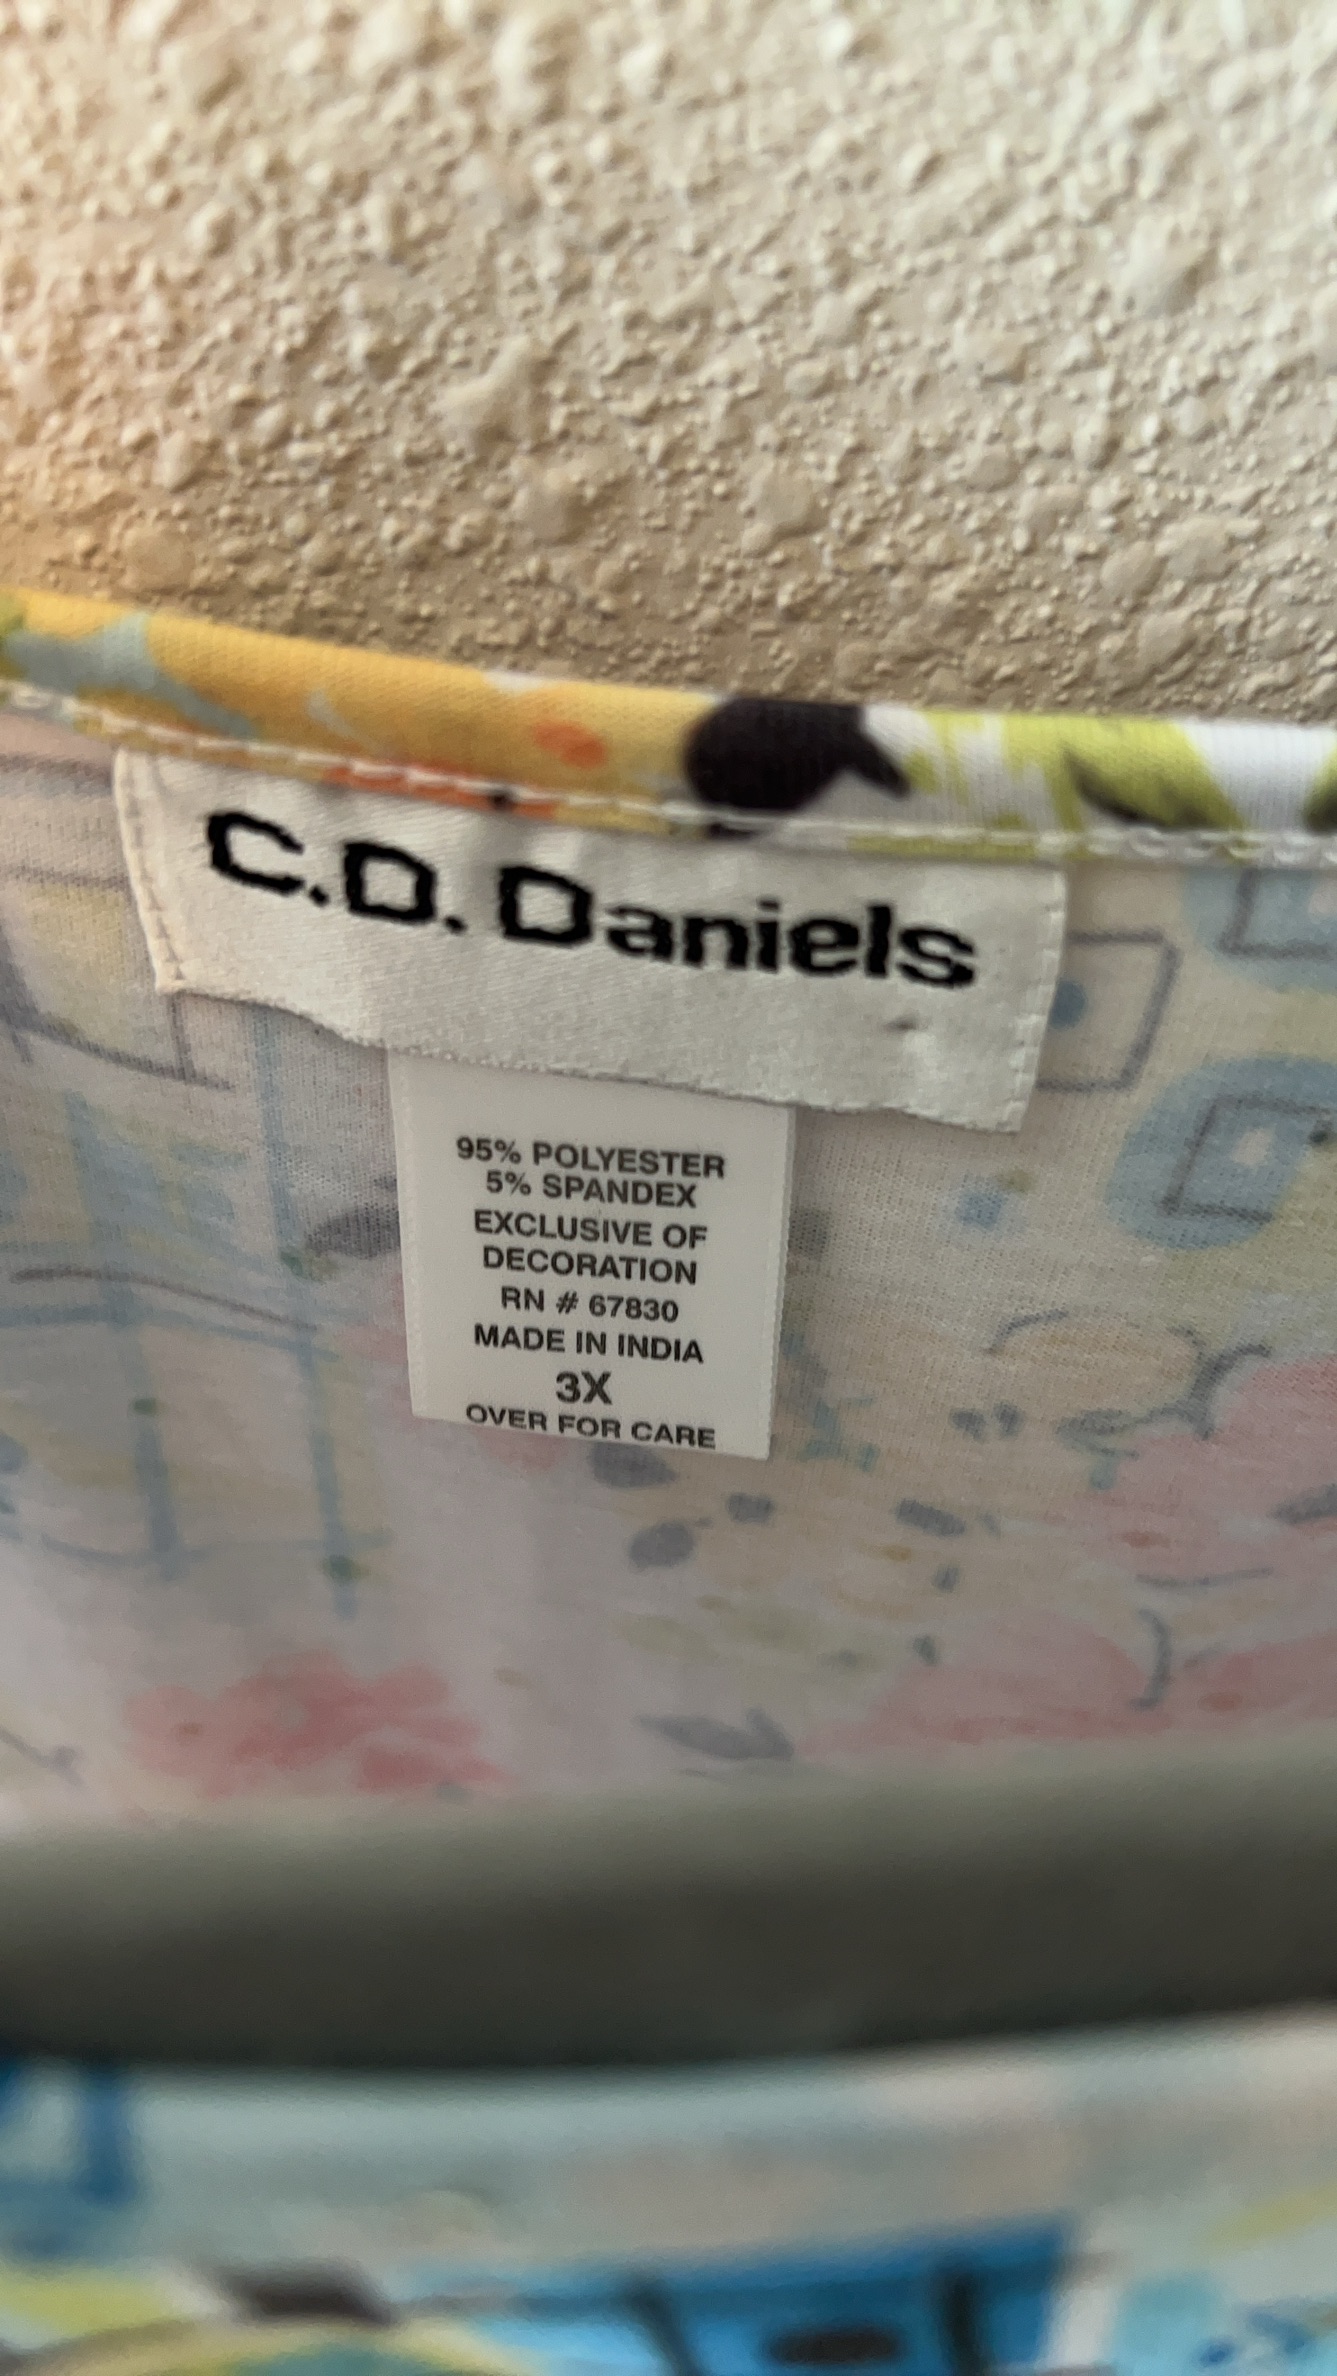 C.D. Daniels
95% POLYESTER
5% SPANDEX
EXCLUSIVE OF
DECORATION
RN # 67830
MADE IN INDIA
3X
OVER FOR CARE